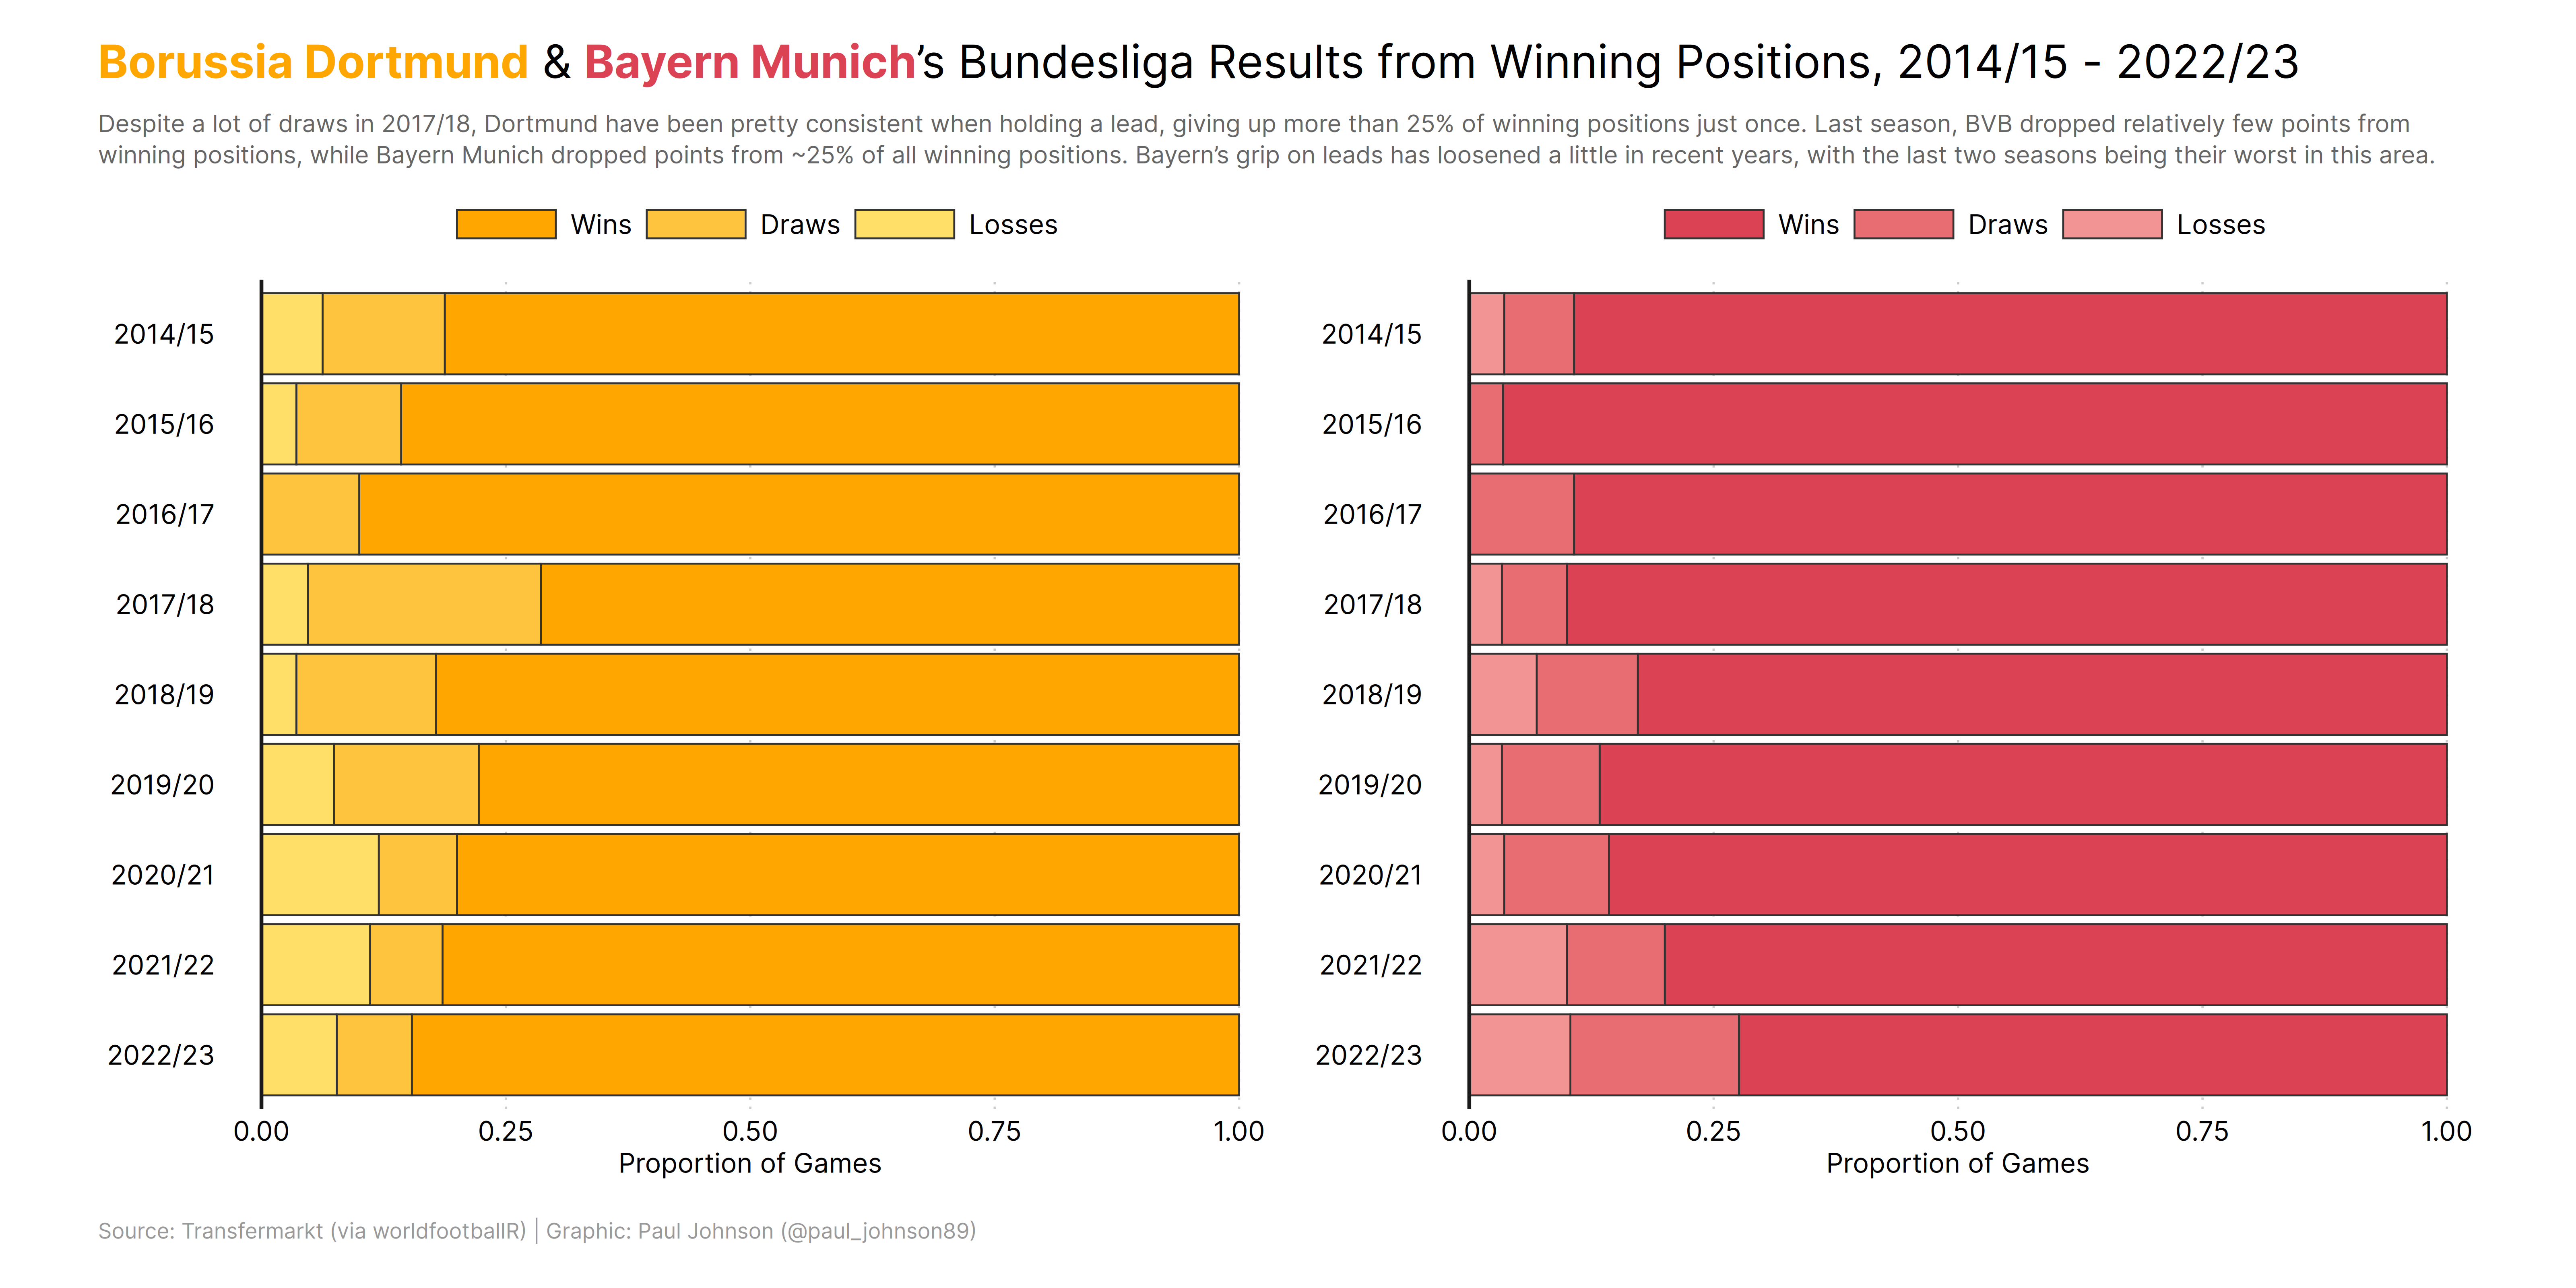 Borussia Dortmund & Bayern Munich’s Bundesliga Results from Winning Positions, 2014/15 - 2022/23
Despite a lot of draws in 2017/18, Dortmund have been pretty consistent when holding a lead, giving up more than 25% of winning positions just once. Last season, BVB dropped relatively few points from
winning positions, while Bayern Munich dropped points from ~25% of all winning positions. Bayern’s grip on leads has loosened a little in recent years, with the last two seasons being their worst in this area.
Wins Draws Losses
2014/15
2015/16
2016/17
2017/18
2018/19
2019/20
2020/21
2021/22
2022/23
0.00 0.25 0.50 0.75 1.00
Proportion of Games
Wins Draws Losses
2014/15
2015/16
2016/17
2017/18
2018/19
2019/20
2020/21
2021/22
2022/23
0.00 0.25 0.50 0.75 1.00
Proportion of Games
Source: Transfermarkt (via worldfootballR) | Graphic: Paul Johnson (@paul_johnson89)